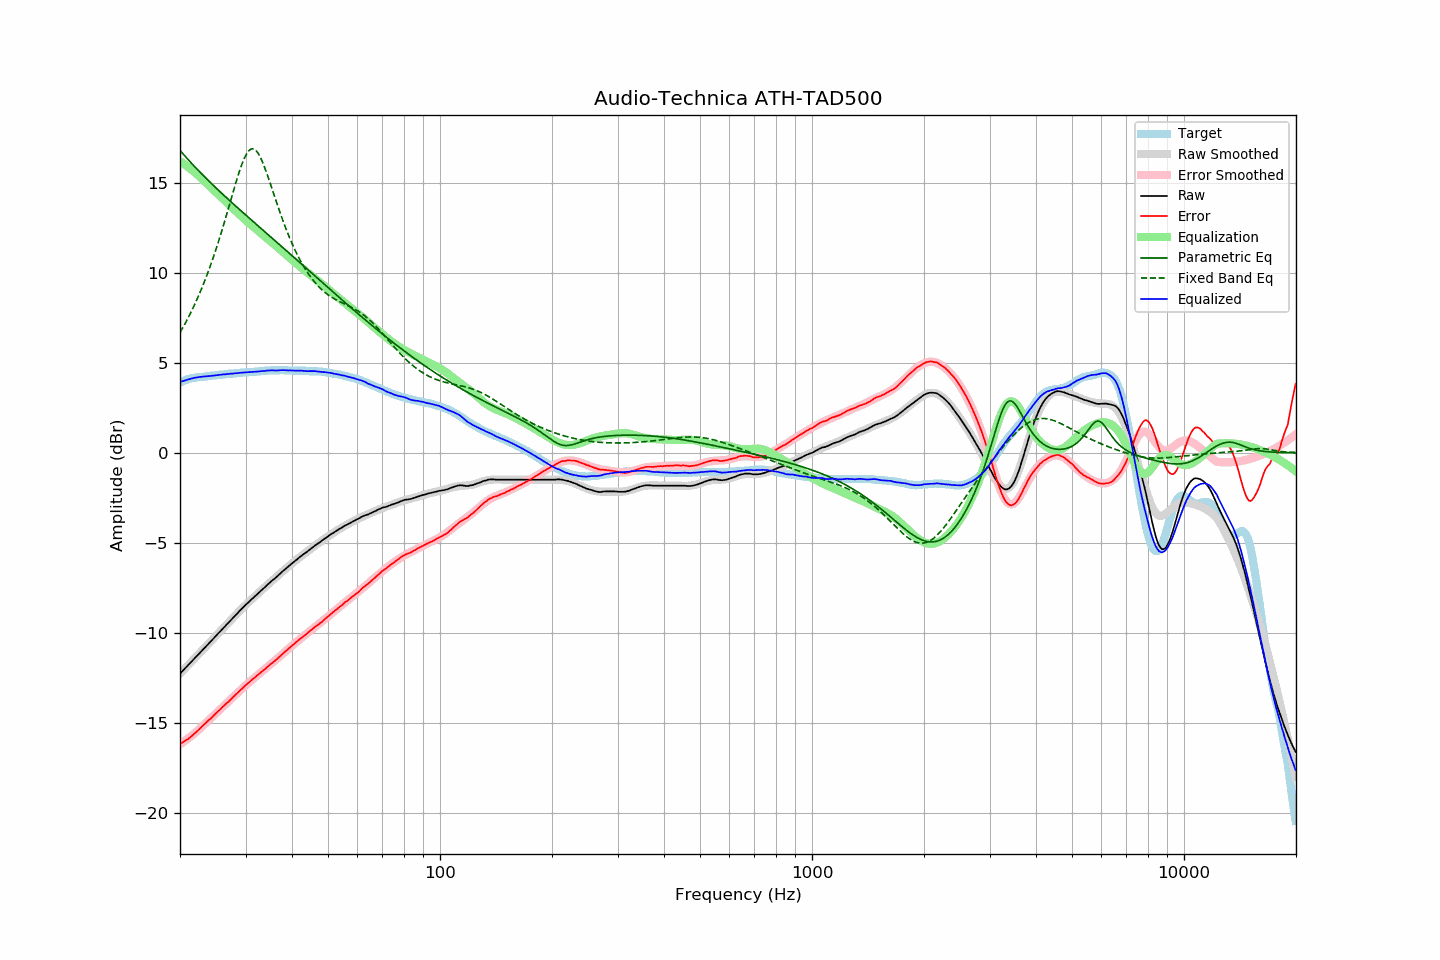 Audio-Technica ATH-TAD500
Target
Raw Smoothed
Error Smoothed
Raw
Error
Equalization
Parametric Eq
Fixed Band Eq
Equalized
15
10
5
0
−5
−10
−15
−20
Amplitude (dBr)
100
1000
10000
Frequency (Hz)